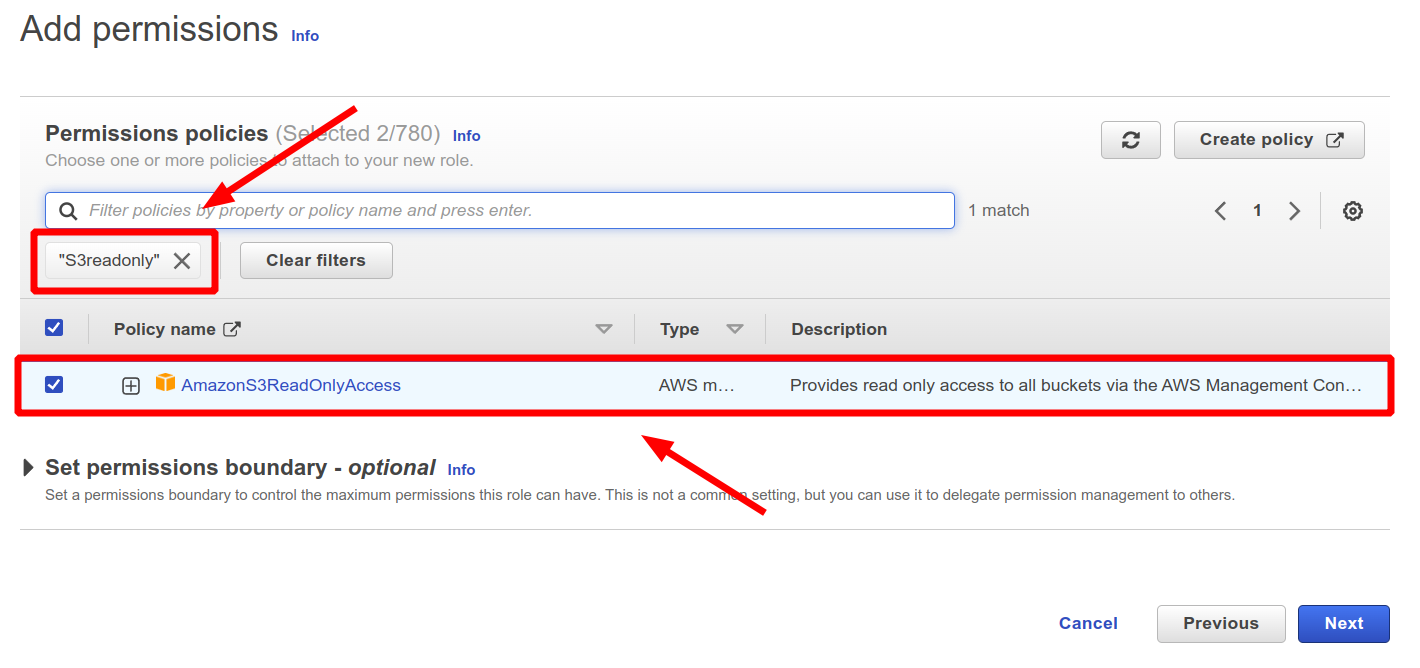 Add permissions Info
Permissions policies (Selected 2/780) Info
Create policy
Choose one or more policies to attach to your new role.
Filter policies by property or policy name and press enter.
1 match
1
"S3readonly"
Clear filters
Policy name
Type
Description
AmazonS3ReadOnlyAccess
AWS m…
Provides read only access to all buckets via the AWS Management Con…
Set permissions boundary - optional Info
Set a permissions boundary to control the maximum permissions this role can have. This is not a common setting, but you can use it to delegate permission management to others.
Cancel
Previous
Next